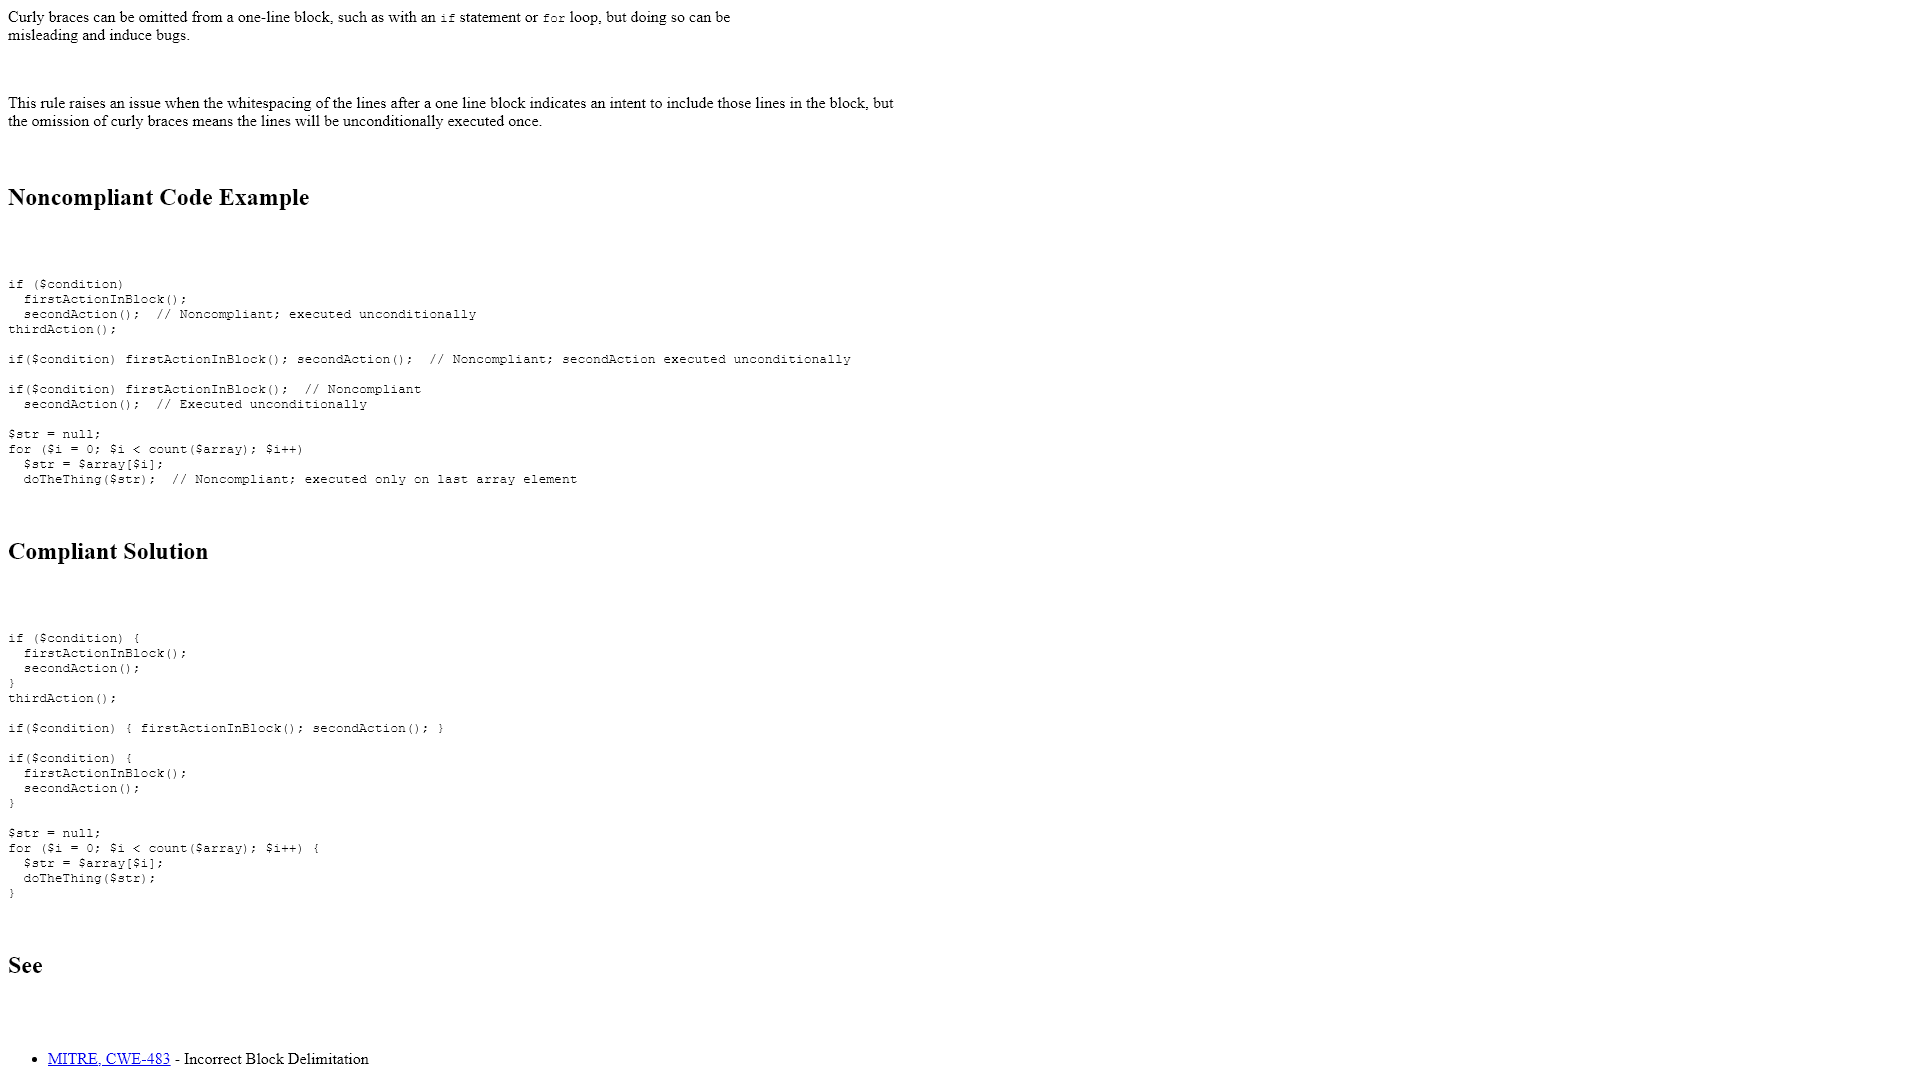 Curly braces can be omitted from a one-line block, such as with an if statement or for loop, but doing so can be
misleading and induce bugs.
This rule raises an issue when the whitespacing of the lines after a one line block indicates an intent to include those lines in the block, but
the omission of curly braces means the lines will be unconditionally executed once.
Noncompliant Code Example
if ($condition)
  firstActionInBlock();
  secondAction();  // Noncompliant; executed unconditionally
thirdAction();
if($condition) firstActionInBlock(); secondAction();  // Noncompliant; secondAction executed unconditionally
if($condition) firstActionInBlock();  // Noncompliant
  secondAction();  // Executed unconditionally
$str = null;
for ($i = 0; $i < count($array); $i++)
  $str = $array[$i];
  doTheThing($str);  // Noncompliant; executed only on last array element
Compliant Solution
if ($condition) {
  firstActionInBlock();
  secondAction();
}
thirdAction();
if($condition) { firstActionInBlock(); secondAction(); }
if($condition) {
  firstActionInBlock();
  secondAction();
}
$str = null;
for ($i = 0; $i < count($array); $i++) {
  $str = $array[$i];
  doTheThing($str);
}
See
• MITRE, CWE-483 - Incorrect Block Delimitation